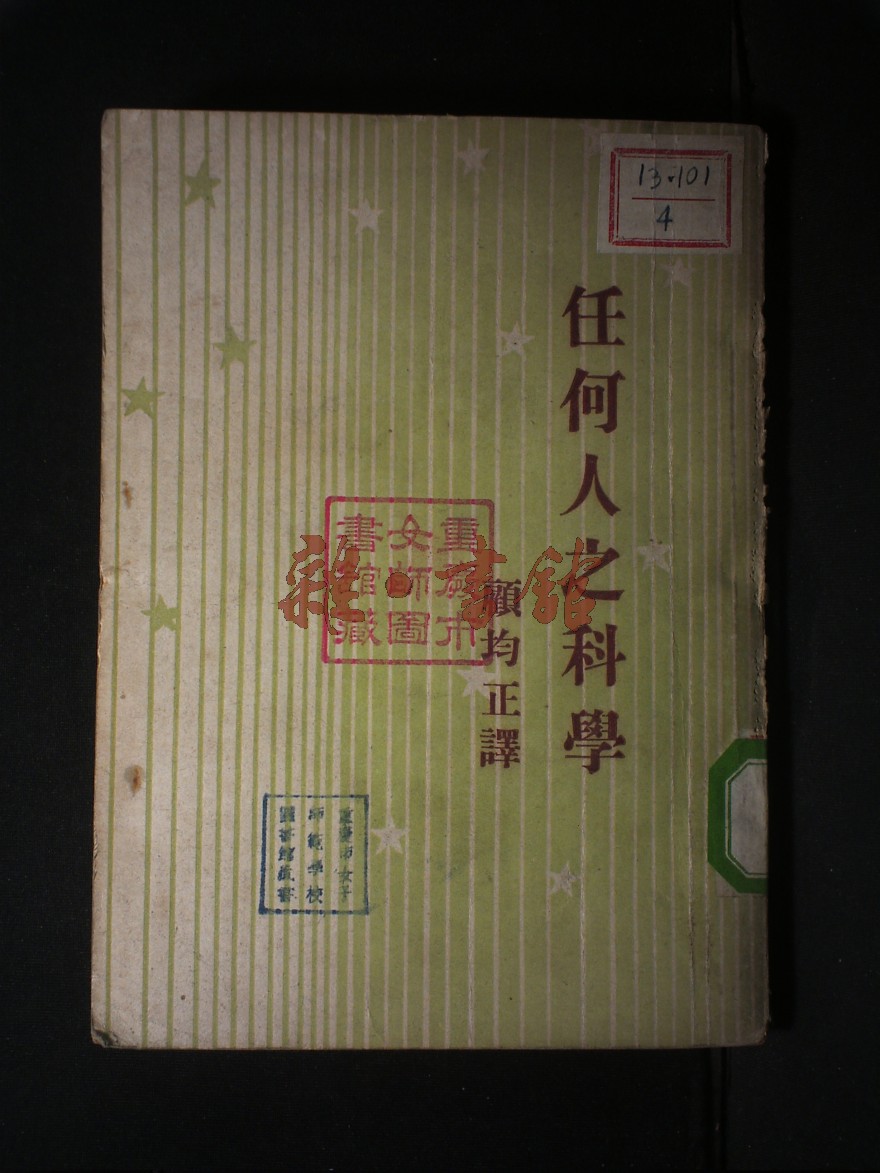 13·101
4
任何人之科學
顧均正譯
重慶市
女師圖
書館藏
雜·書館
重慶市女子
師範學校
圖書館藏書